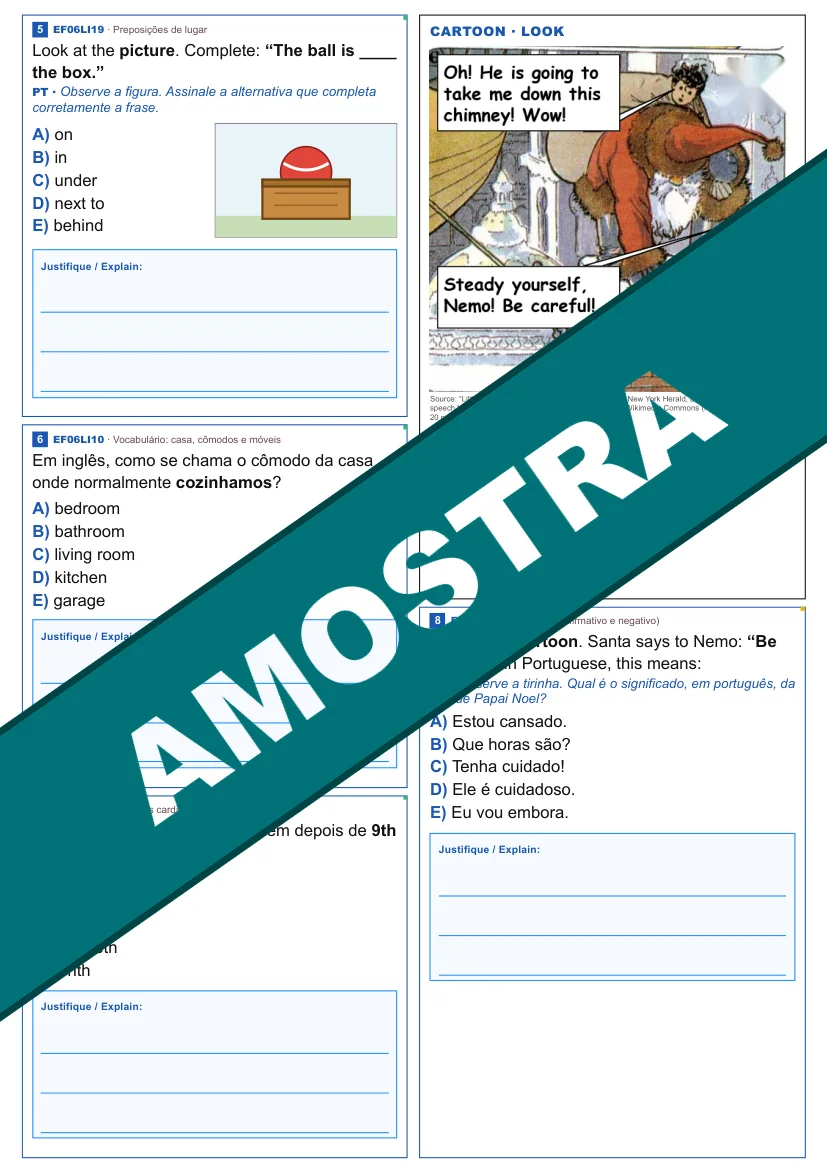 5 EF06LI19 · Preposições de lugar
Look at the picture. Complete: “The ball is ____
the box.”
PT · Observe a figura. Assinale a alternativa que completa
corretamente a frase.
A) on
B) in
C) under
D) next to
E) behind
Justifique / Explain:
6 EF06LI10 · Vocabulário: casa, cômodos e móveis
Em inglês, como se chama o cômodo da casa
onde normalmente cozinhamos?
A) bedroom
B) bathroom
C) living room
D) kitchen
E) garage
Justifique / Explain:
depois de 9th
Justifique / Explain:
CARTOON · LOOK
Oh! He is going to
take me down this
chimney! Wow!
Steady yourself,
Nemo! Be careful!
Source:
New York Herald,
speech
Wikimedia Commons
20
8
e negativo)
Santa says to Nemo: “Be
Portuguese, this means:
a tirinha. Qual é o significado, em português, da
de Papai Noel?
A) Estou cansado.
B) Que horas são?
C) Tenha cuidado!
D) Ele é cuidadoso.
E) Eu vou embora.
Justifique / Explain:
AMOSTRA